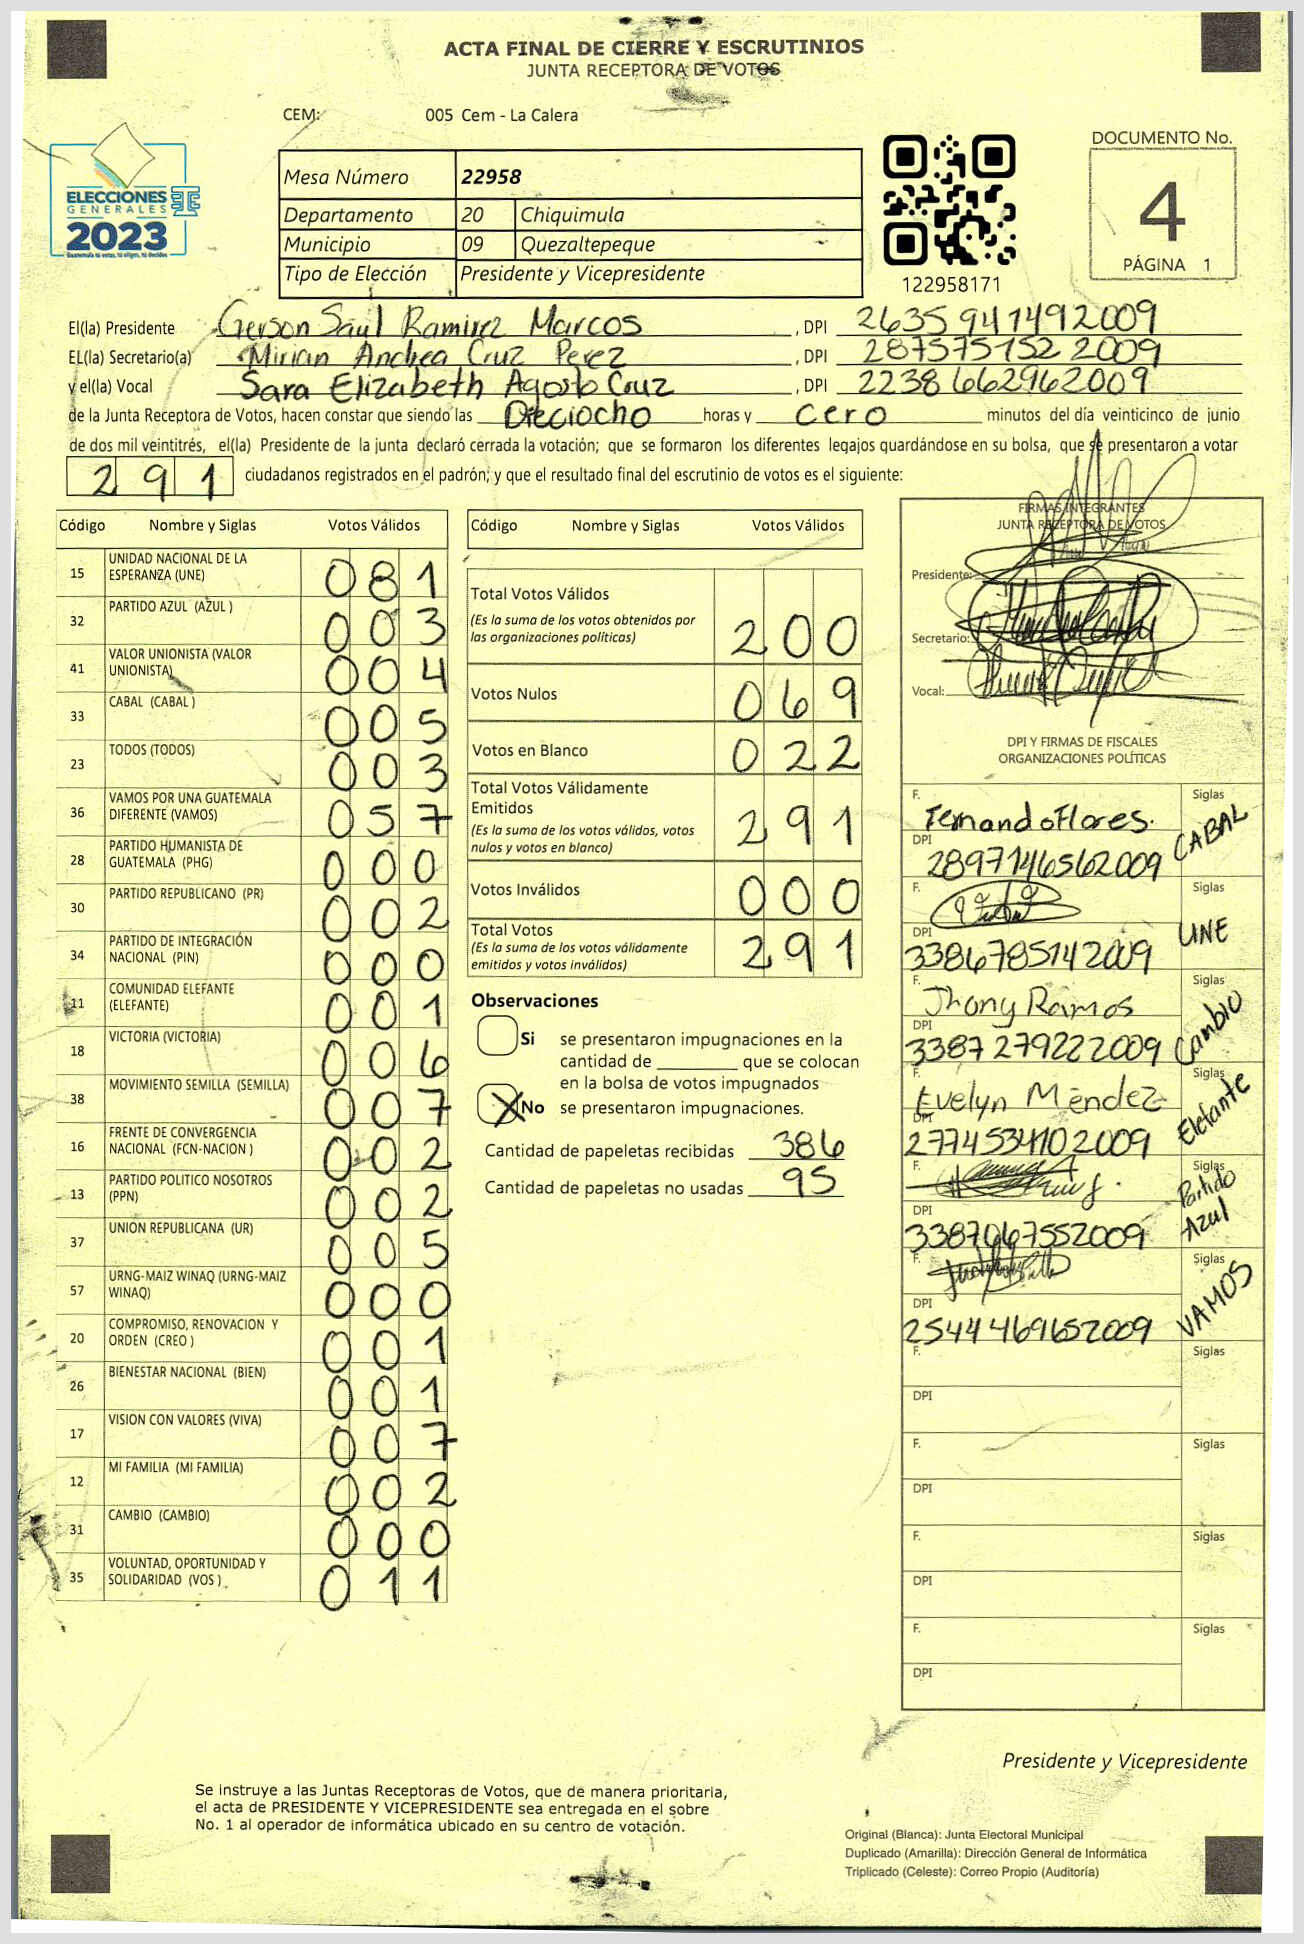 ACTA FINAL DE CIERRE Y ESCRUTINIOS
JUNTA RECEPTORA DE VOTOS
CEM: 005 Cem - La Calera
ELECCIONES
GENERALES
2023
Guatemala tú votas, tú eliges, tú decides
Mesa Número 22958
Departamento 20 Chiquimula
Municipio 09 Quezaltepeque
Tipo de Elección Presidente y Vicepresidente
122958171
DOCUMENTO No.
4
PÁGINA 1
El(la) Presidente Gerson Saul Ramirez Marcos, DPI 2635 941492009
EL(la) Secretario(a) Mirian Andrea Cruz Perez, DPI 287575152 2009
y el(la) Vocal Sara Elizabeth Agosto Cruz, DPI 2238 662962009
de la Junta Receptora de Votos, hacen constar que siendo las Dieciocho horas y cero minutos del día veinticinco de junio
de dos mil veintitrés, el(la) Presidente de la junta declaró cerrada la votación; que se formaron los diferentes legajos quardándose en su bolsa, que se presentaron a votar
291 ciudadanos registrados en el padrón; y que el resultado final del escrutinio de votos es el siguiente:
Código Nombre y Siglas Votos Válidos
15 UNIDAD NACIONAL DE LA
ESPERANZA (UNE) 081
32 PARTIDO AZUL (AZUL ) 003
41 VALOR UNIONISTA (VALOR
UNIONISTA) 004
33 CABAL (CABAL ) 005
23 TODOS (TODOS) 003
36 VAMOS POR UNA GUATEMALA
DIFERENTE (VAMOS) 057
28 PARTIDO HUMANISTA DE
GUATEMALA (PHG) 000
30 PARTIDO REPUBLICANO (PR) 002
34 PARTIDO DE INTEGRACIÓN
NACIONAL (PIN) 000
11 COMUNIDAD ELEFANTE
(ELEFANTE) 001
18 VICTORIA (VICTORIA) 006
38 MOVIMIENTO SEMILLA (SEMILLA) 007
16 FRENTE DE CONVERGENCIA
NACIONAL (FCN-NACION ) 002
13 PARTIDO POLITICO NOSOTROS
(PPN) 002
37 UNION REPUBLICANA (UR) 005
57 URNG-MAIZ WINAQ (URNG-MAIZ
WINAQ) 000
20 COMPROMISO, RENOVACION Y
ORDEN (CREO ) 001
26 BIENESTAR NACIONAL (BIEN) 001
17 VISION CON VALORES (VIVA) 007
12 MI FAMILIA (MI FAMILIA) 002
31 CAMBIO (CAMBIO) 000
35 VOLUNTAD, OPORTUNIDAD Y
SOLIDARIDAD (VOS ) 011
Código Nombre y Siglas Votos Válidos
Total Votos Válidos
(Es la suma de los votos obtenidos por
las organizaciones políticas) 200
Votos Nulos 069
Votos en Blanco 022
Total Votos Válidamente
Emitidos
(Es la suma de los votos válidos, votos
nulos y votos en blanco) 291
Votos Inválidos 000
Total Votos
(Es la suma de los votos válidamente
emitidos y votos inválidos) 291
Observaciones
Si se presentaron impugnaciones en la
cantidad de ________ que se colocan
en la bolsa de votos impugnados
X No se presentaron impugnaciones.
Cantidad de papeletas recibidas 386
Cantidad de papeletas no usadas 95
FIRMAS INTEGRANTES
JUNTA RECEPTORA DE VOTOS
Presidente:
Secretario:
Vocal:
DPI Y FIRMAS DE FISCALES
ORGANIZACIONES POLÍTICAS
F. Fernando Flores. Siglas CABAL
DPI 2897146562009
F. Siglas UNE
DPI 3386785142009
F. Jhony Ramos Siglas Cambio
DPI 3387 279222009
F. Evelyn Méndez Siglas Elefante
DPI 2774534102009
F. Siglas Partido Azul
DPI 3387067552009
F. Siglas VAMOS
DPI 2544469652009
F. Siglas
DPI
F. Siglas
DPI
F. Siglas
DPI
F. Siglas
DPI
Presidente y Vicepresidente
Se instruye a las Juntas Receptoras de Votos, que de manera prioritaria,
el acta de PRESIDENTE Y VICEPRESIDENTE sea entregada en el sobre
No. 1 al operador de informática ubicado en su centro de votación.
Original (Blanca): Junta Electoral Municipal
Duplicado (Amarilla): Dirección General de Informática
Triplicado (Celeste): Correo Propio (Auditoría)